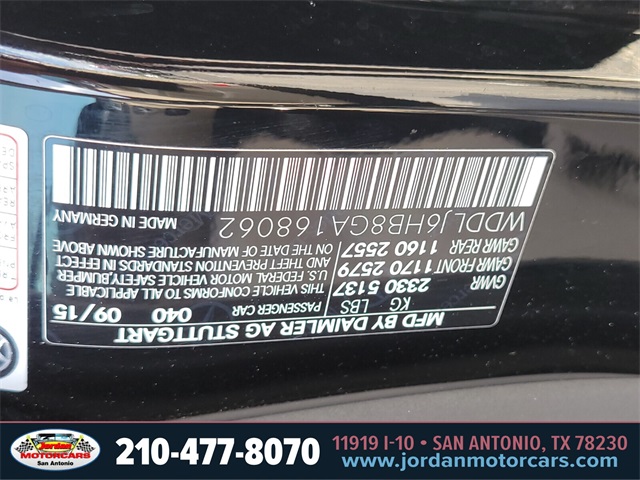 MFD BY DAIMLER AG STUTTGART
KG LBS PASSENGER CAR 040 09/15
GVWR 2330 5137
GAWR FRONT 1170 2579
GAWR REAR 1160 2557
THIS VEHICLE CONFORMS TO ALL APPLICABLE
U.S. FEDERAL MOTOR VEHICLE SAFETY/BUMPER
AND THEFT PREVENTION STANDARDS IN EFFECT
ON THE DATE OF MANUFACTURE SHOWN ABOVE
WDDLJ6HB8GA168062 MADE IN GERMANY
Jordan
MOTORCARS
San Antonio
210-477-8070
11919 I-10 • SAN ANTONIO, TX 78230
www.jordanmotorcars.com